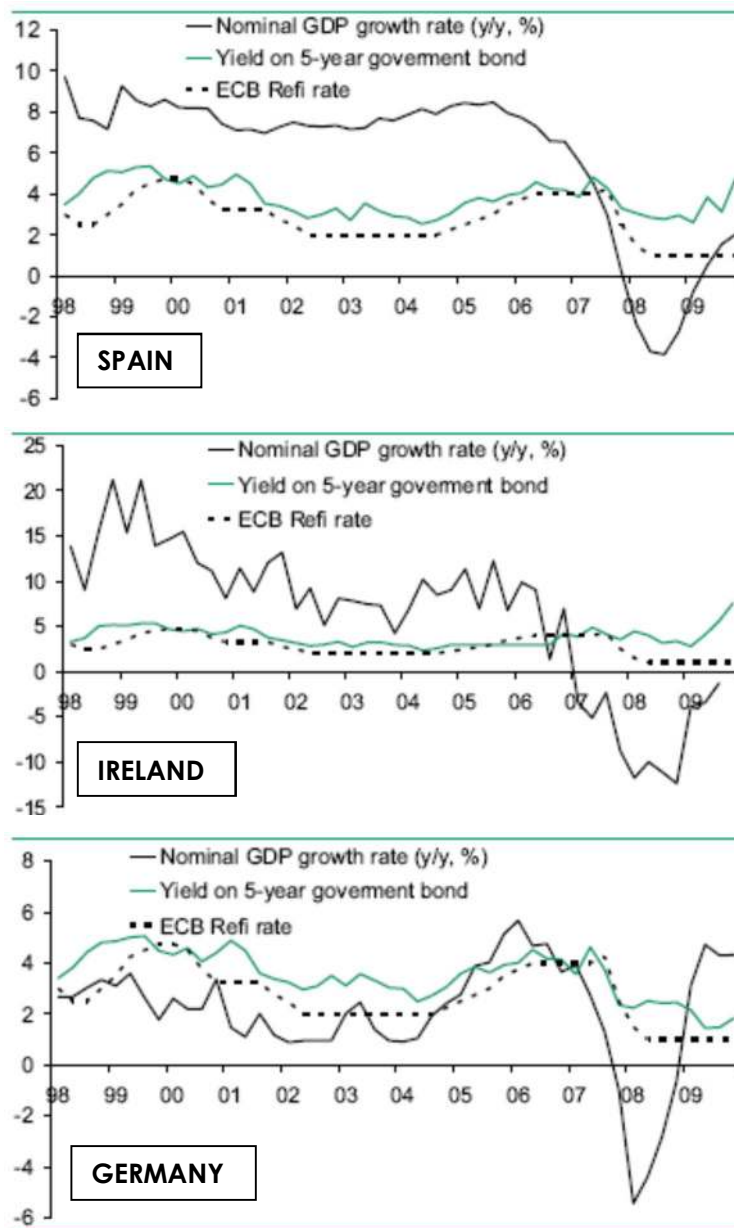 12
Nominal GDP growth rate (y/y, %)
10
Yield on 5-year goverment bond
8
ECB Refi rate
6
4
2
0
98 99 00 01 02 03 04 05 06 07 08 09
-2
-4
-6
SPAIN
25
Nominal GDP growth rate (y/y, %)
20
Yield on 5-year goverment bond
ECB Refi rate
15
10
5
0
98 99 00 01 02 03 04 05 06 07 08 09
-5
-10
-15
IRELAND
8
Nominal GDP growth rate (y/y, %)
Yield on 5-year goverment bond
6
ECB Refi rate
4
2
0
98 99 00 01 02 03 04 05 06 07 08 09
-2
-4
-6
GERMANY